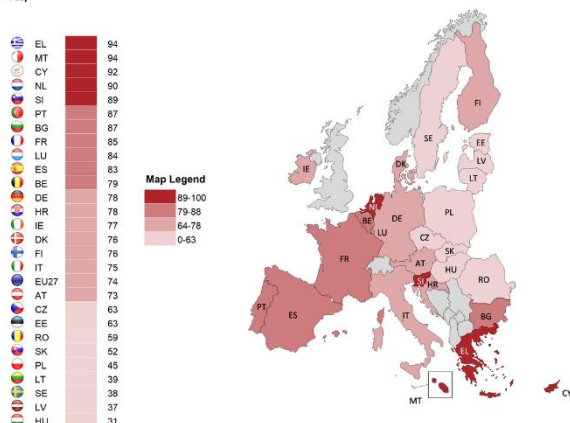 EL 94
MT 94
CY 92
NL 90
SI 89
PT 87
BG 87
FR 85
LU 84
ES 83
BE 79
DE 78
HR 78
IE 77
DK 76
FI 76
IT 75
EU27 74
AT 73
CZ 63
EE 63
RO 59
SK 52
PL 45
LT 39
SE 38
LV 37
HU 31
Map Legend
89-100
79-88
64-78
0-63
FI
SE
EE
LV
LT
DK
IE
NL
BE
DE
PL
LU
CZ
SK
FR
AT
HU
RO
SI
HR
BG
PT
ES
IT
EL
MT
CY